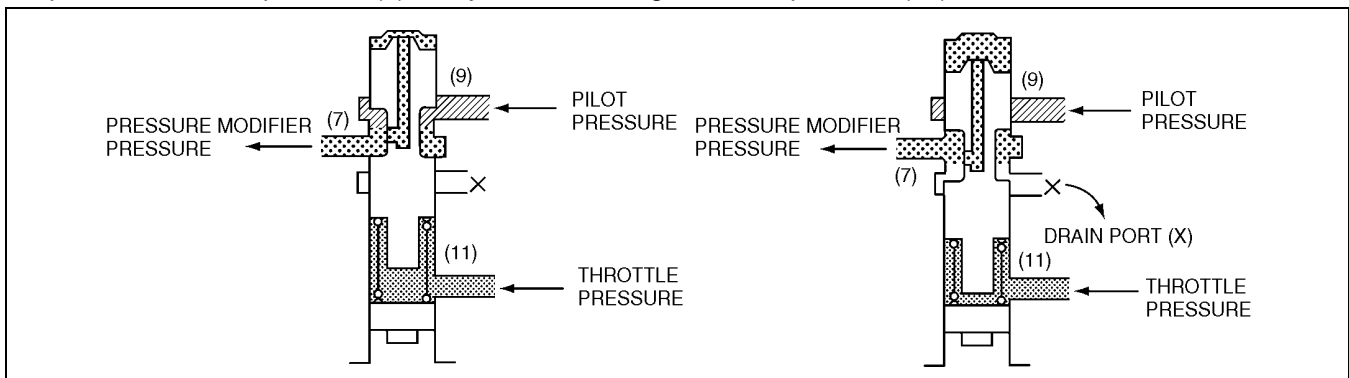 (9)
PILOT
PRESSURE
(7)
PRESSURE MODIFIER
PRESSURE
X
(11)
THROTTLE
PRESSURE
(9)
PILOT
PRESSURE
PRESSURE MODIFIER
PRESSURE
(7)
X
DRAIN PORT (X)
(11)
THROTTLE
PRESSURE